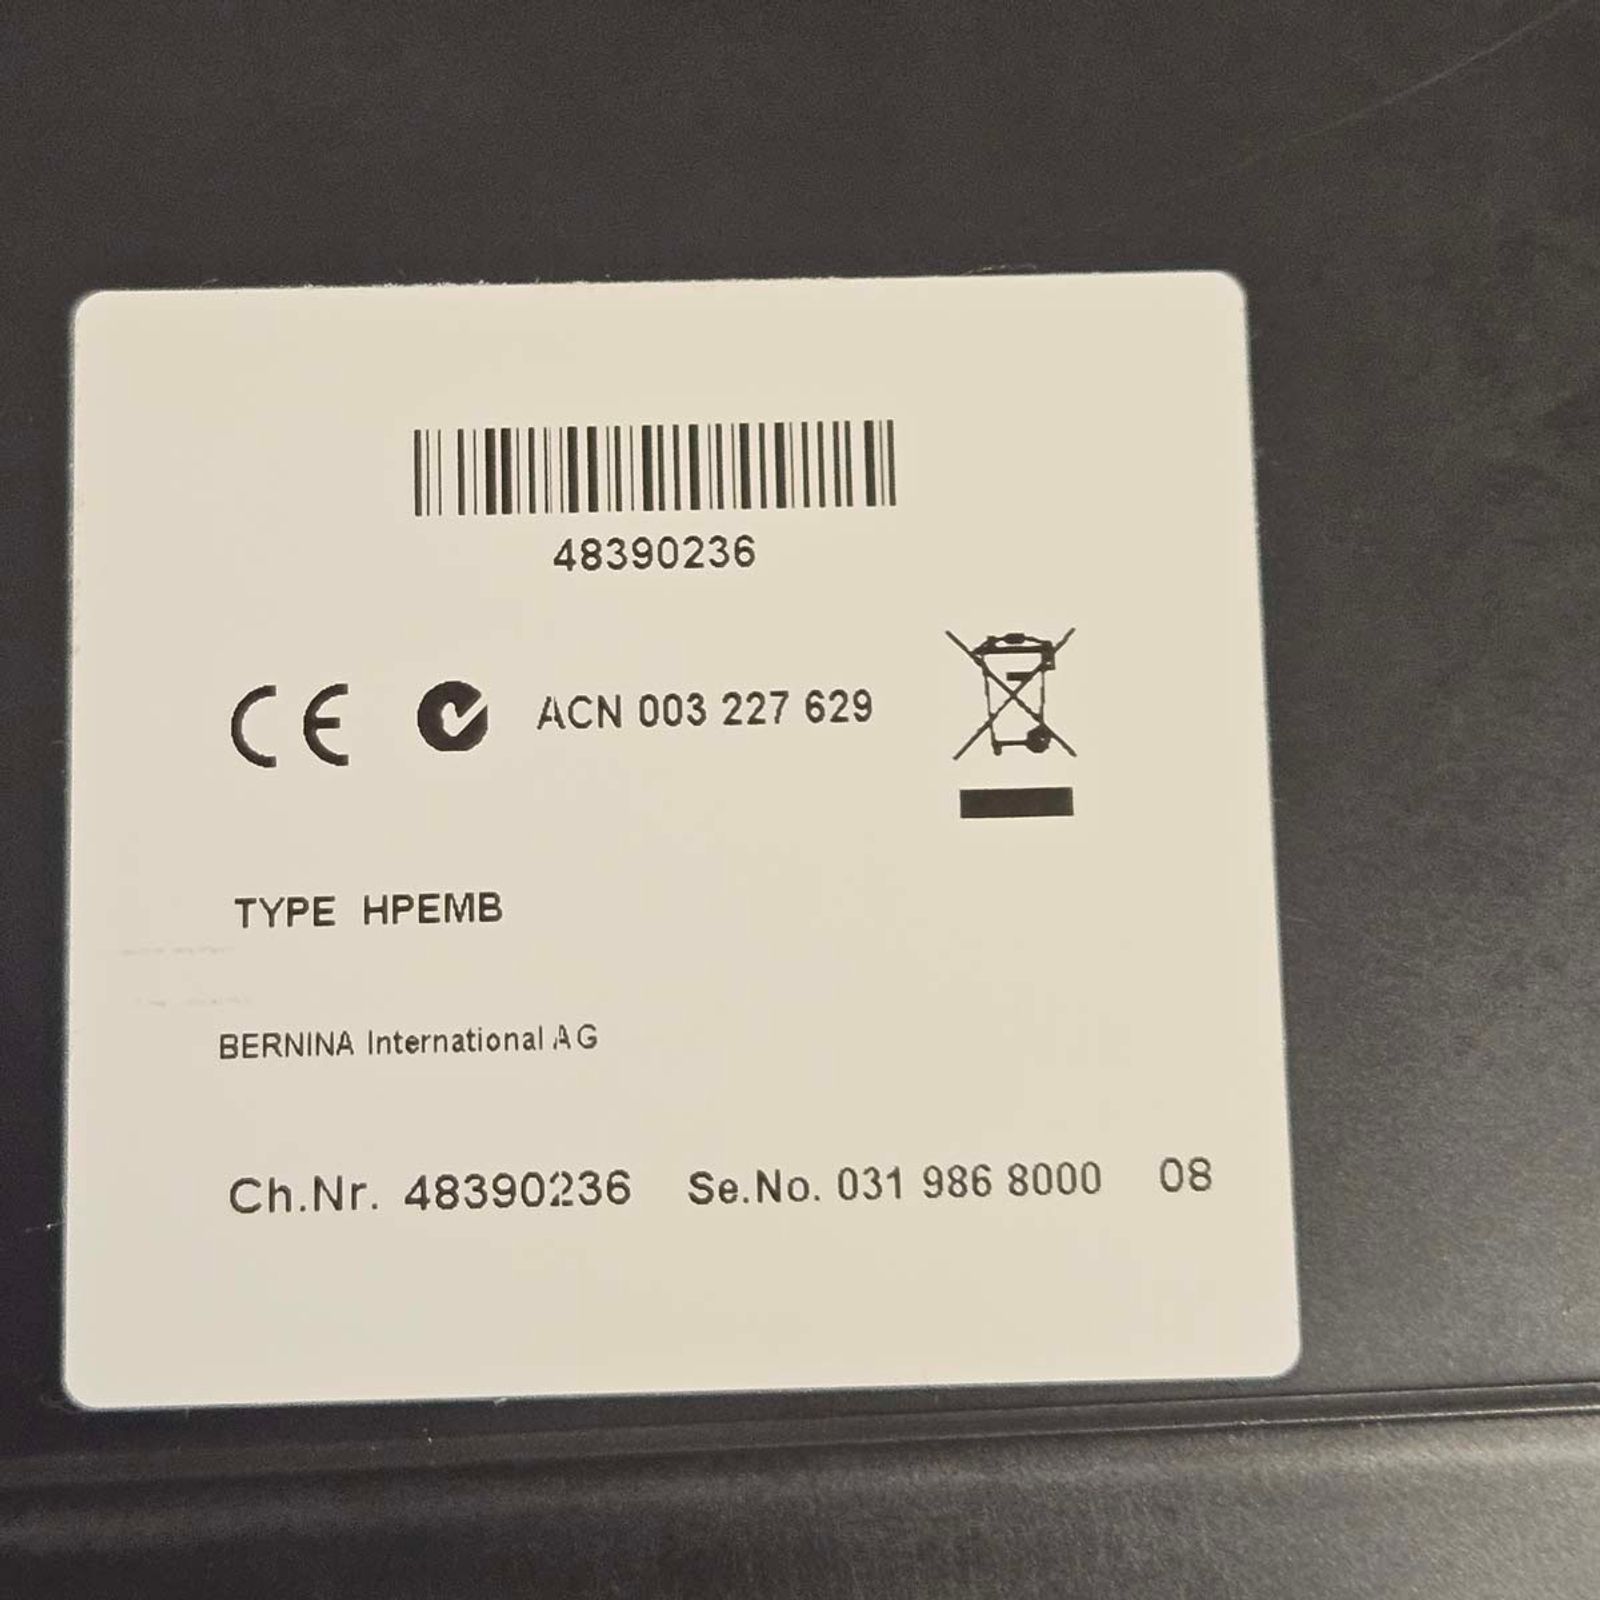 48390236
CE ACN 003 227 629
TYPE HPEMB
BERNINA International AG
Ch.Nr. 48390236 Se.No. 031 986 8000 08